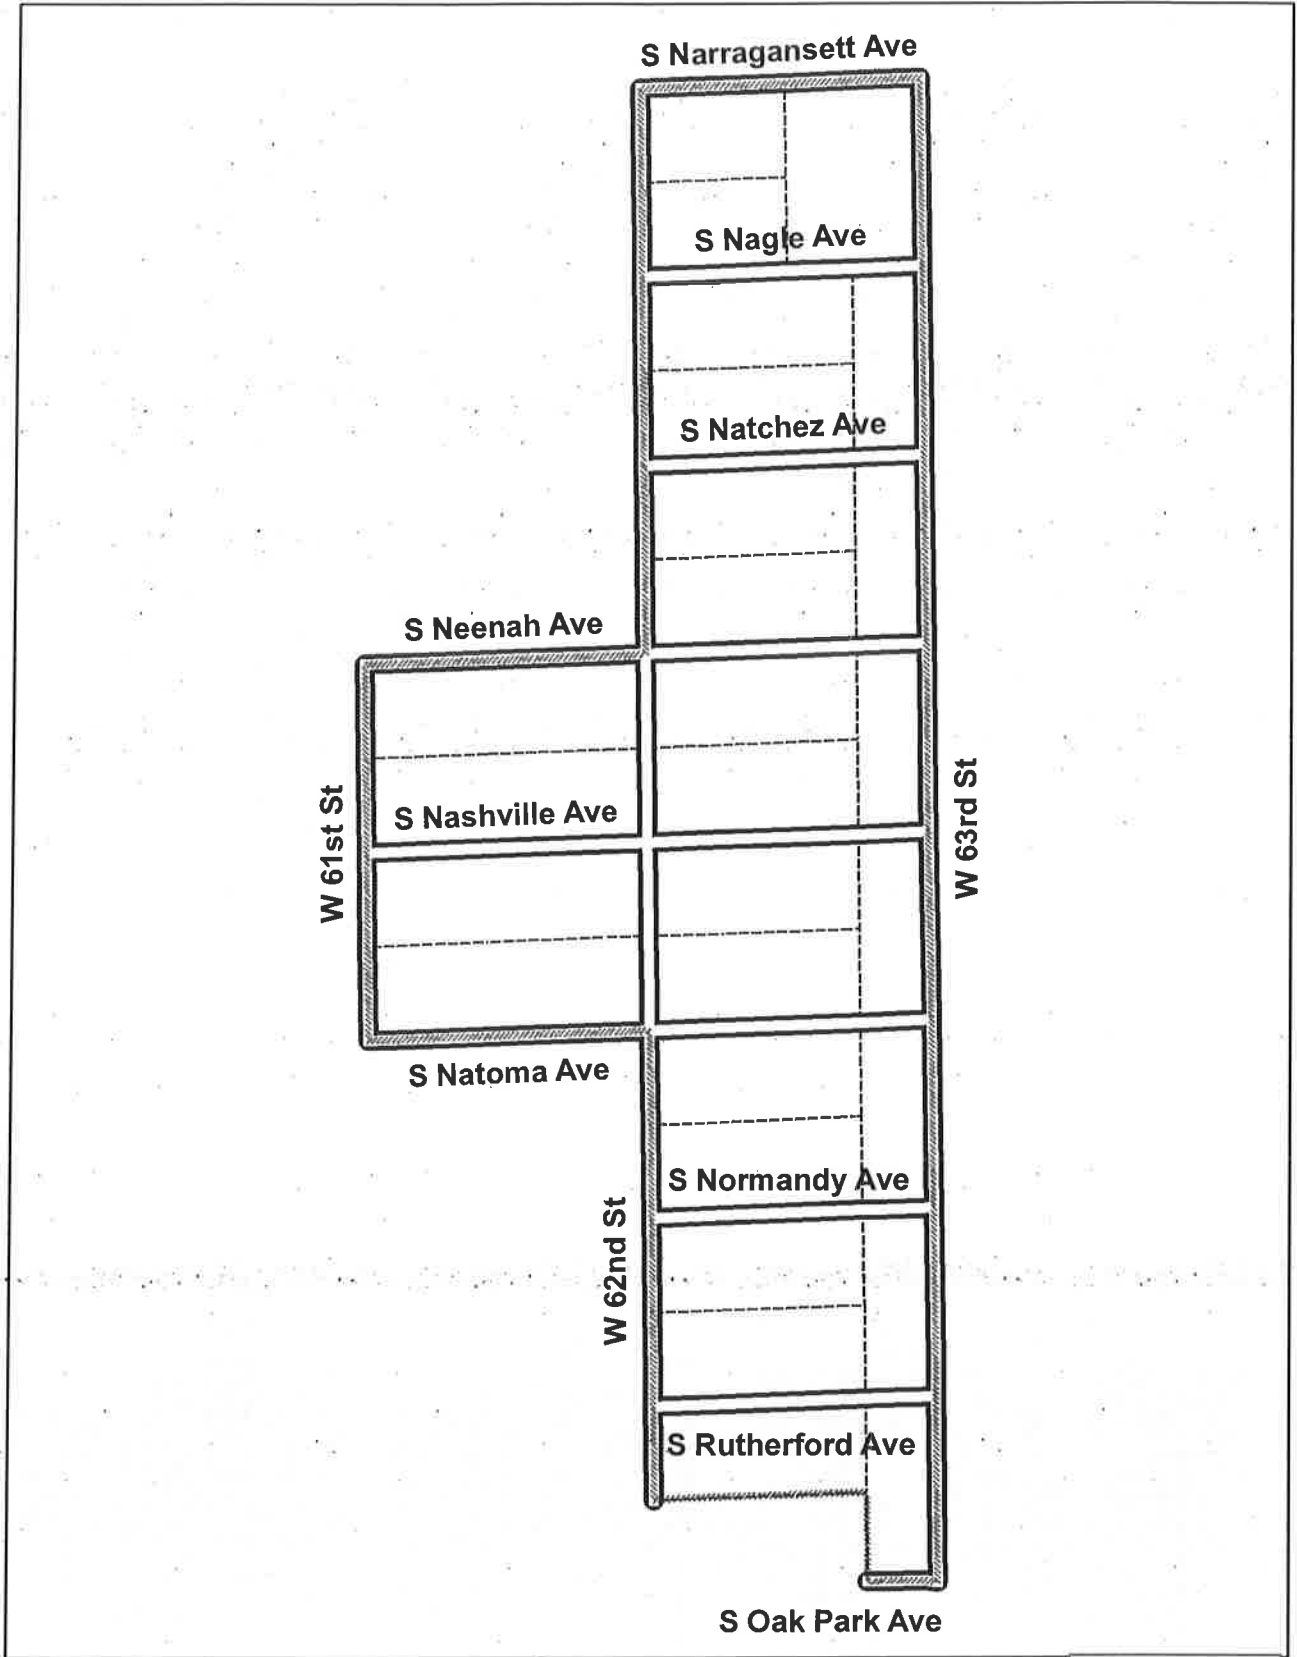 S Narragansett Ave
S Nagle Ave
S Natchez Ave
S Neenah Ave
W 61st St
S Nashville Ave
W 63rd St
S Natoma Ave
S Normandy Ave
W 62nd St
S Rutherford Ave
S Oak Park Ave